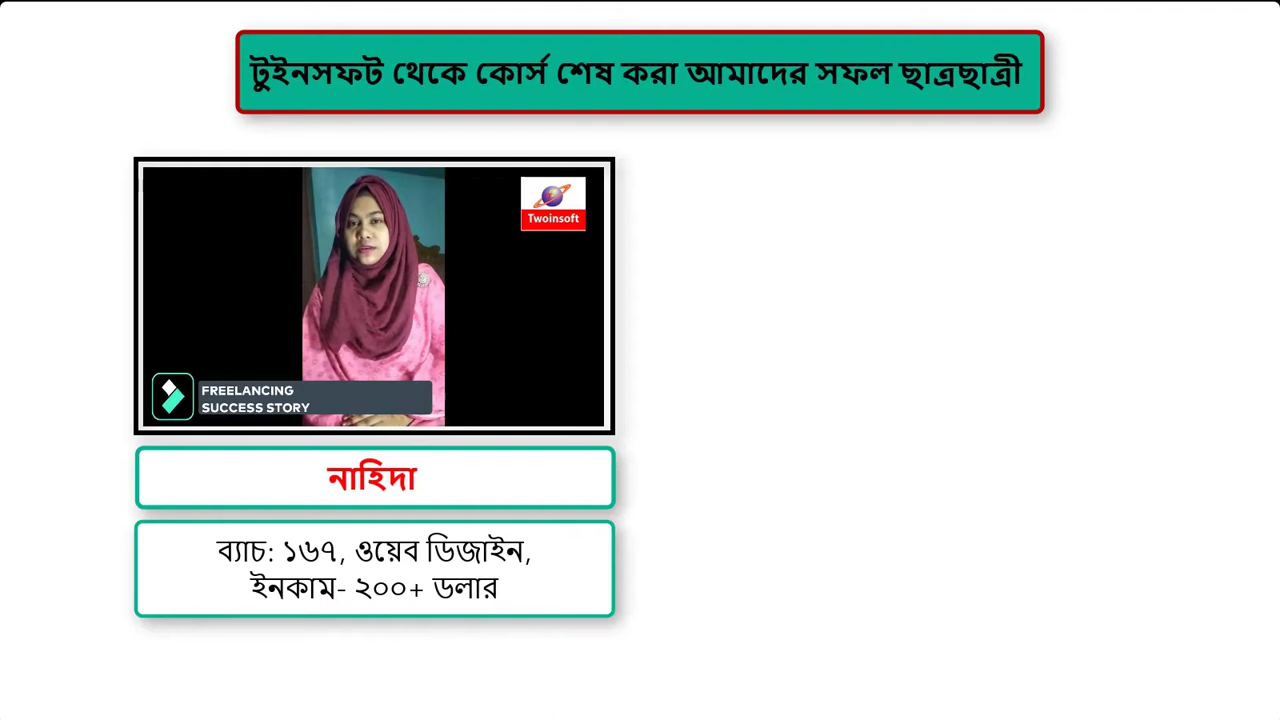 টুইনসফট থেকে কোর্স শেষ করা আমাদের সফল ছাত্রছাত্রী
Twoinsoft
FREELANCING
SUCCESS STORY
নাহিদা
ব্যাচ: ১৬৭, ওয়েব ডিজাইন,
ইনকাম- ২০০+ ডলার